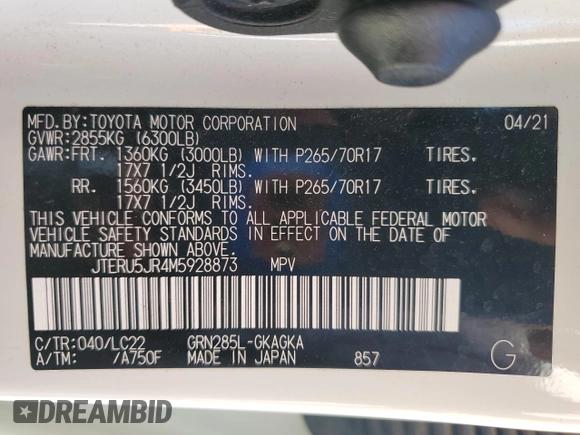 MFD.BY:TOYOTA MOTOR CORPORATION 04/21
GVWR:2855KG (6300LB)
GAWR:FRT. 1360KG (3000LB) WITH P265/70R17 TIRES.
17X7 1/2J RIMS.
RR. 1560KG (3450LB) WITH P265/70R17 TIRES.
17X7 1/2J RIMS.
THIS VEHICLE CONFORMS TO ALL APPLICABLE FEDERAL MOTOR
VEHICLE SAFETY STANDARDS IN EFFECT ON THE DATE OF
MANUFACTURE SHOWN ABOVE.
JTERU5JR4M5928873 MPV
C/TR:040/LC22 GRN285L-GKAGKA
A/TM: /A750F MADE IN JAPAN 857 G
DREAMBID